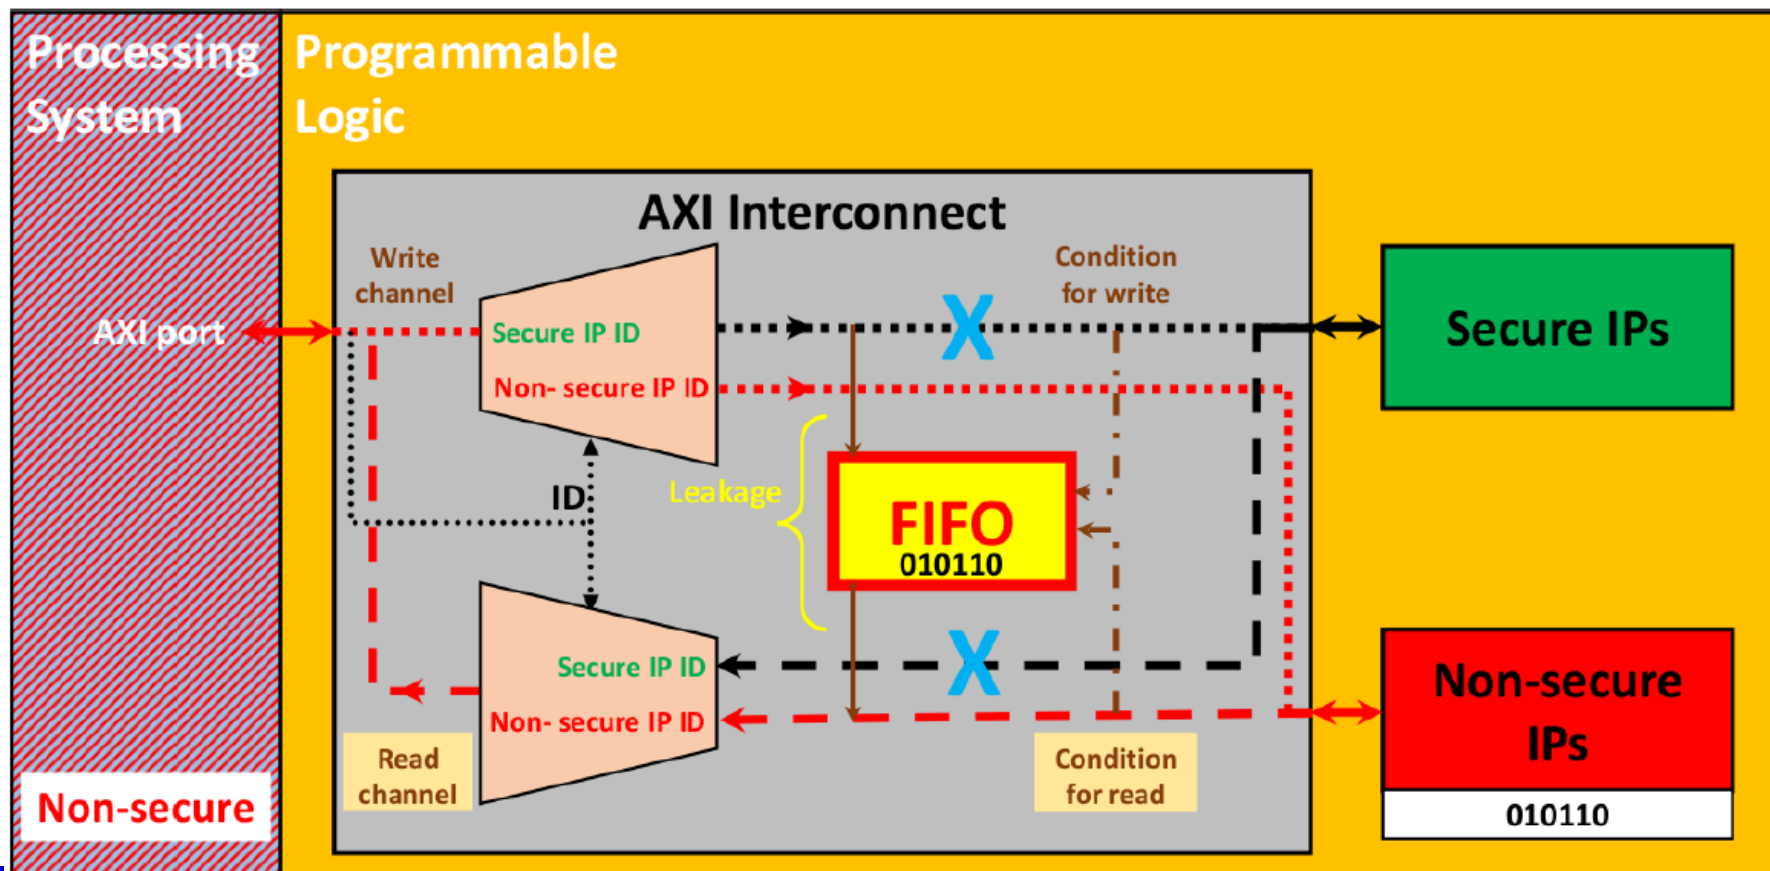 Processing
System
Programmable
Logic
AXI Interconnect
Write
channel
Condition
for write
AXI port
Secure IP ID
Non- secure IP ID
X
Secure IPs
ID
Leakage
FIFO
010110
X
Secure IP ID
Non- secure IP ID
Read
channel
Condition
for read
Non-secure
IPs
010110
Non-secure